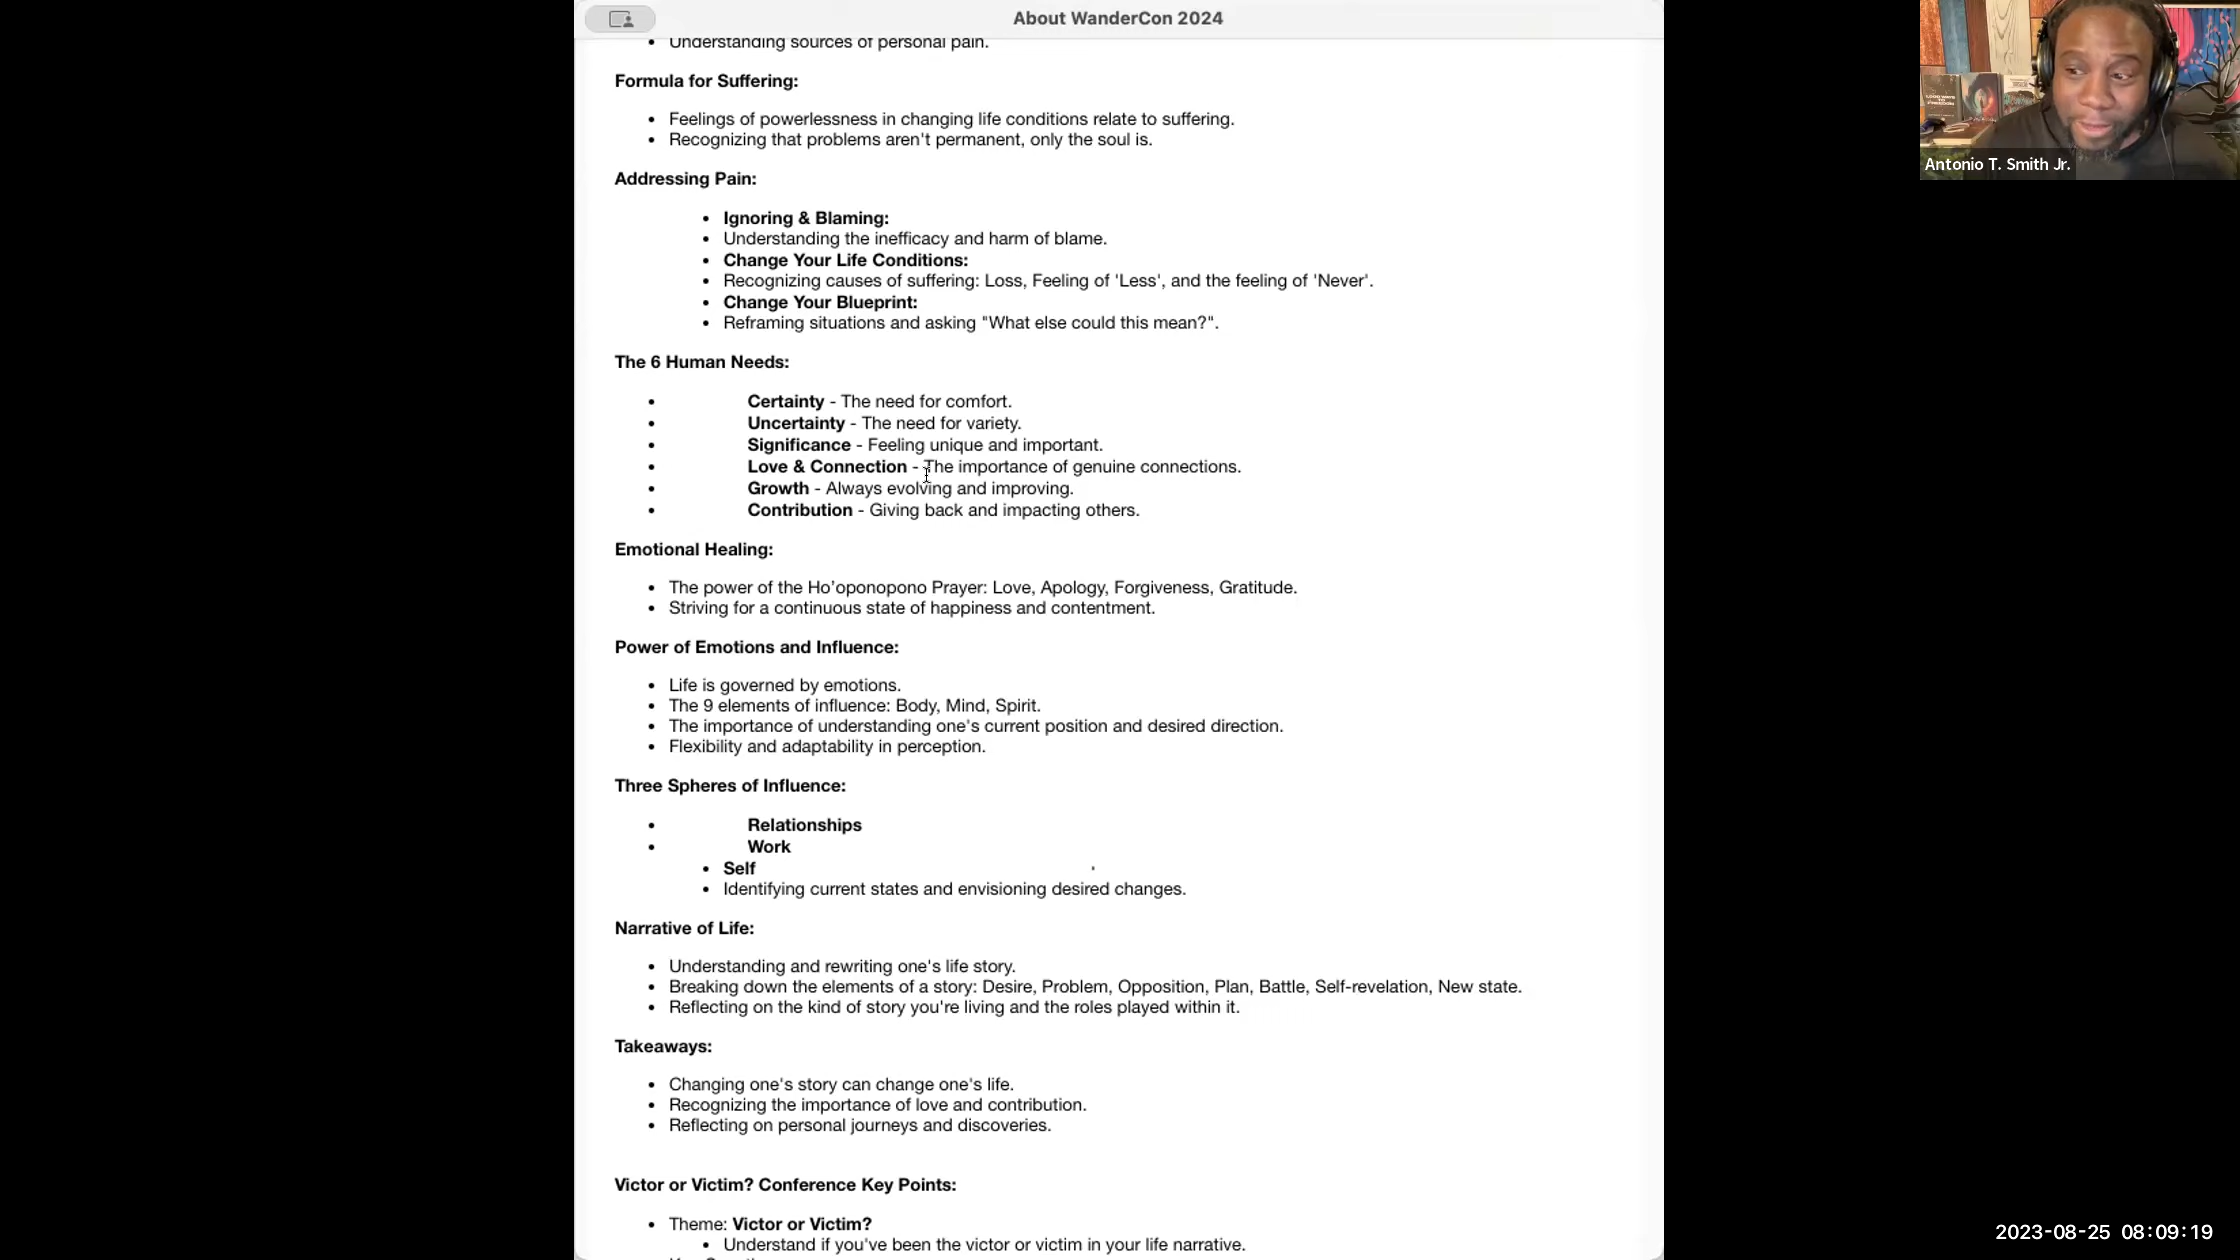 About WanderCon 2024
• Understanding sources of personal pain.
Formula for Suffering:
• Feelings of powerlessness in changing life conditions relate to suffering.
• Recognizing that problems aren't permanent, only the soul is.
Addressing Pain:
• Ignoring & Blaming:
• Understanding the inefficacy and harm of blame.
• Change Your Life Conditions:
• Recognizing causes of suffering: Loss, Feeling of 'Less', and the feeling of 'Never'.
• Change Your Blueprint:
• Reframing situations and asking "What else could this mean?".
The 6 Human Needs:
• Certainty - The need for comfort.
• Uncertainty - The need for variety.
• Significance - Feeling unique and important.
• Love & Connection - The importance of genuine connections.
• Growth - Always evolving and improving.
• Contribution - Giving back and impacting others.
Emotional Healing:
• The power of the Ho’oponopono Prayer: Love, Apology, Forgiveness, Gratitude.
• Striving for a continuous state of happiness and contentment.
Power of Emotions and Influence:
• Life is governed by emotions.
• The 9 elements of influence: Body, Mind, Spirit.
• The importance of understanding one's current position and desired direction.
• Flexibility and adaptability in perception.
Three Spheres of Influence:
• Relationships
• Work
• Self
• Identifying current states and envisioning desired changes.
Narrative of Life:
• Understanding and rewriting one's life story.
• Breaking down the elements of a story: Desire, Problem, Opposition, Plan, Battle, Self-revelation, New state.
• Reflecting on the kind of story you're living and the roles played within it.
Takeaways:
• Changing one's story can change one's life.
• Recognizing the importance of love and contribution.
• Reflecting on personal journeys and discoveries.
Victor or Victim? Conference Key Points:
• Theme: Victor or Victim?
• Understand if you've been the victor or victim in your life narrative.
Antonio T. Smith Jr.
2023-08-25 08:09:19